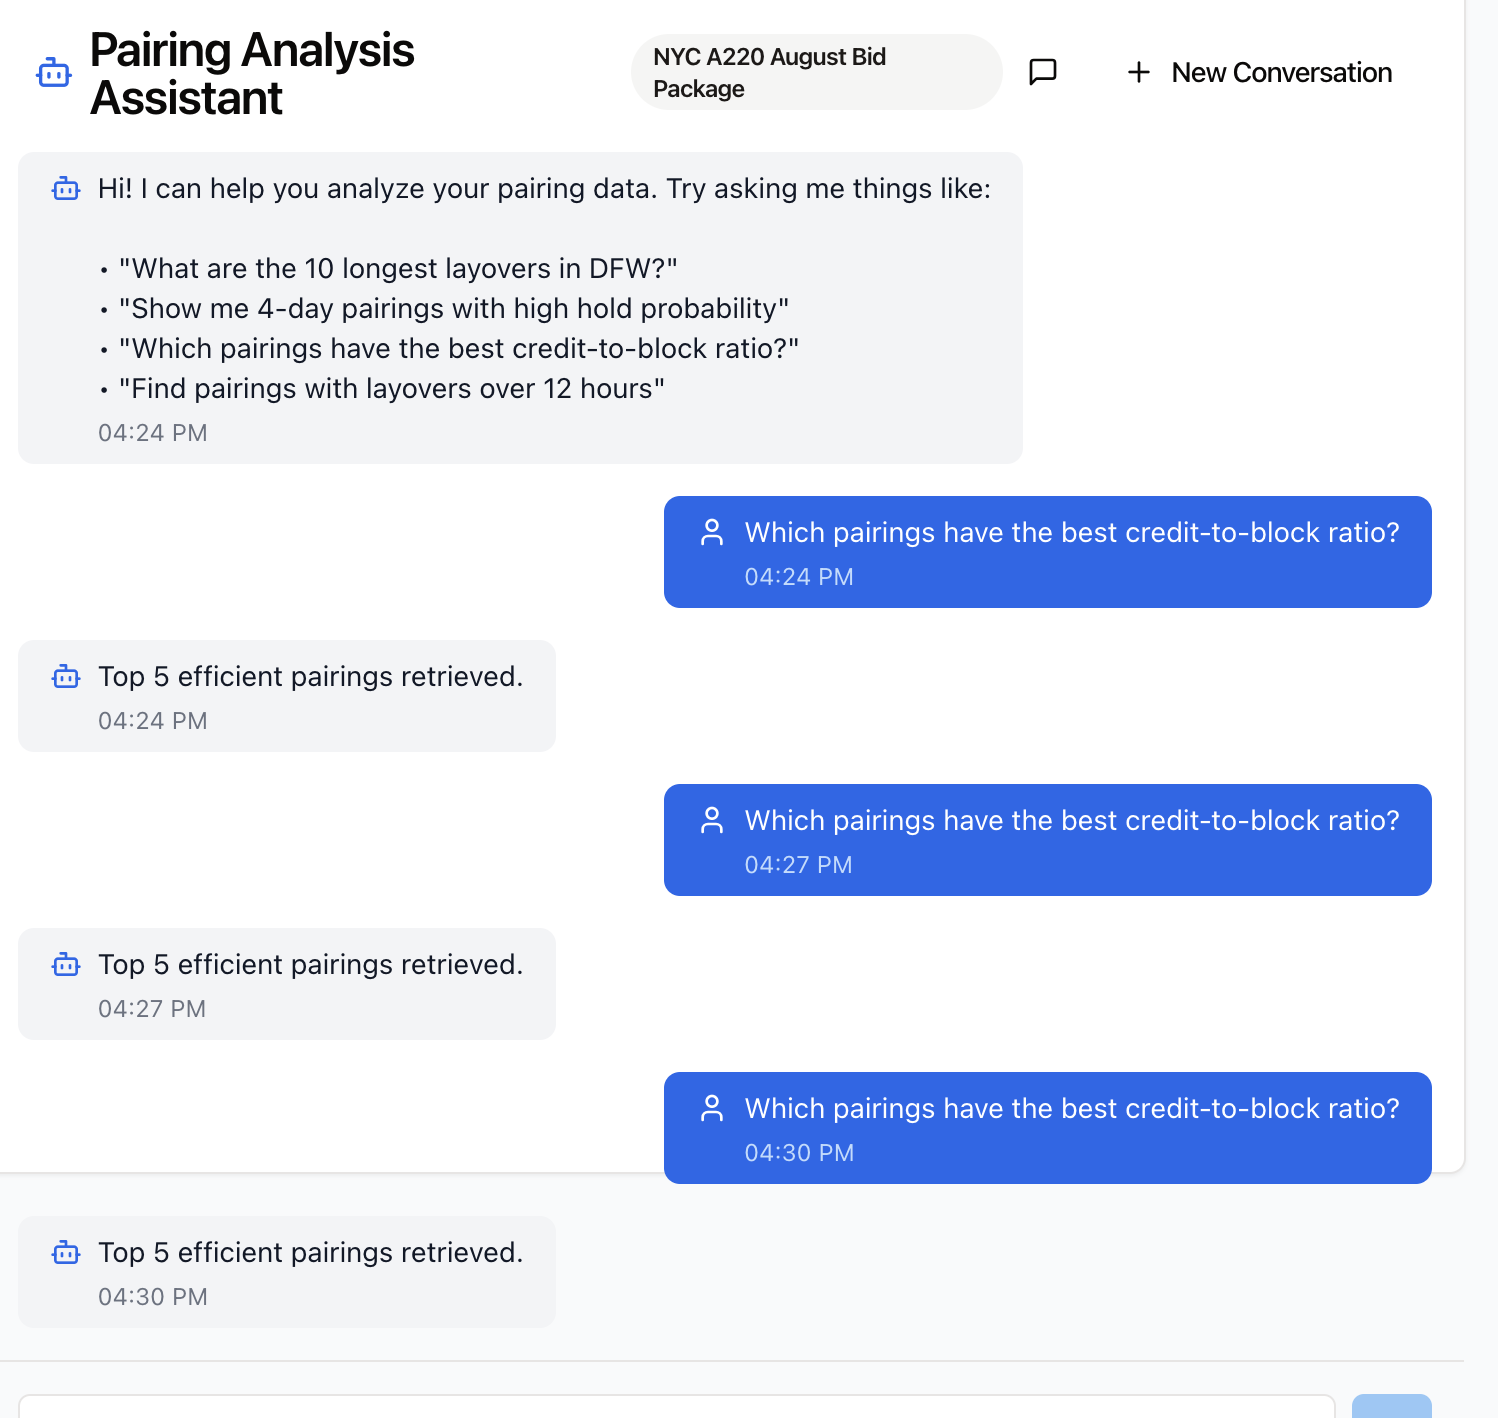 Pairing Analysis
Assistant
NYC A220 August Bid
Package
New Conversation
Hi! I can help you analyze your pairing data. Try asking me things like:
• "What are the 10 longest layovers in DFW?"
• "Show me 4-day pairings with high hold probability"
• "Which pairings have the best credit-to-block ratio?"
• "Find pairings with layovers over 12 hours"
04:24 PM
Which pairings have the best credit-to-block ratio?
04:24 PM
Top 5 efficient pairings retrieved.
04:24 PM
Which pairings have the best credit-to-block ratio?
04:27 PM
Top 5 efficient pairings retrieved.
04:27 PM
Which pairings have the best credit-to-block ratio?
04:30 PM
Top 5 efficient pairings retrieved.
04:30 PM